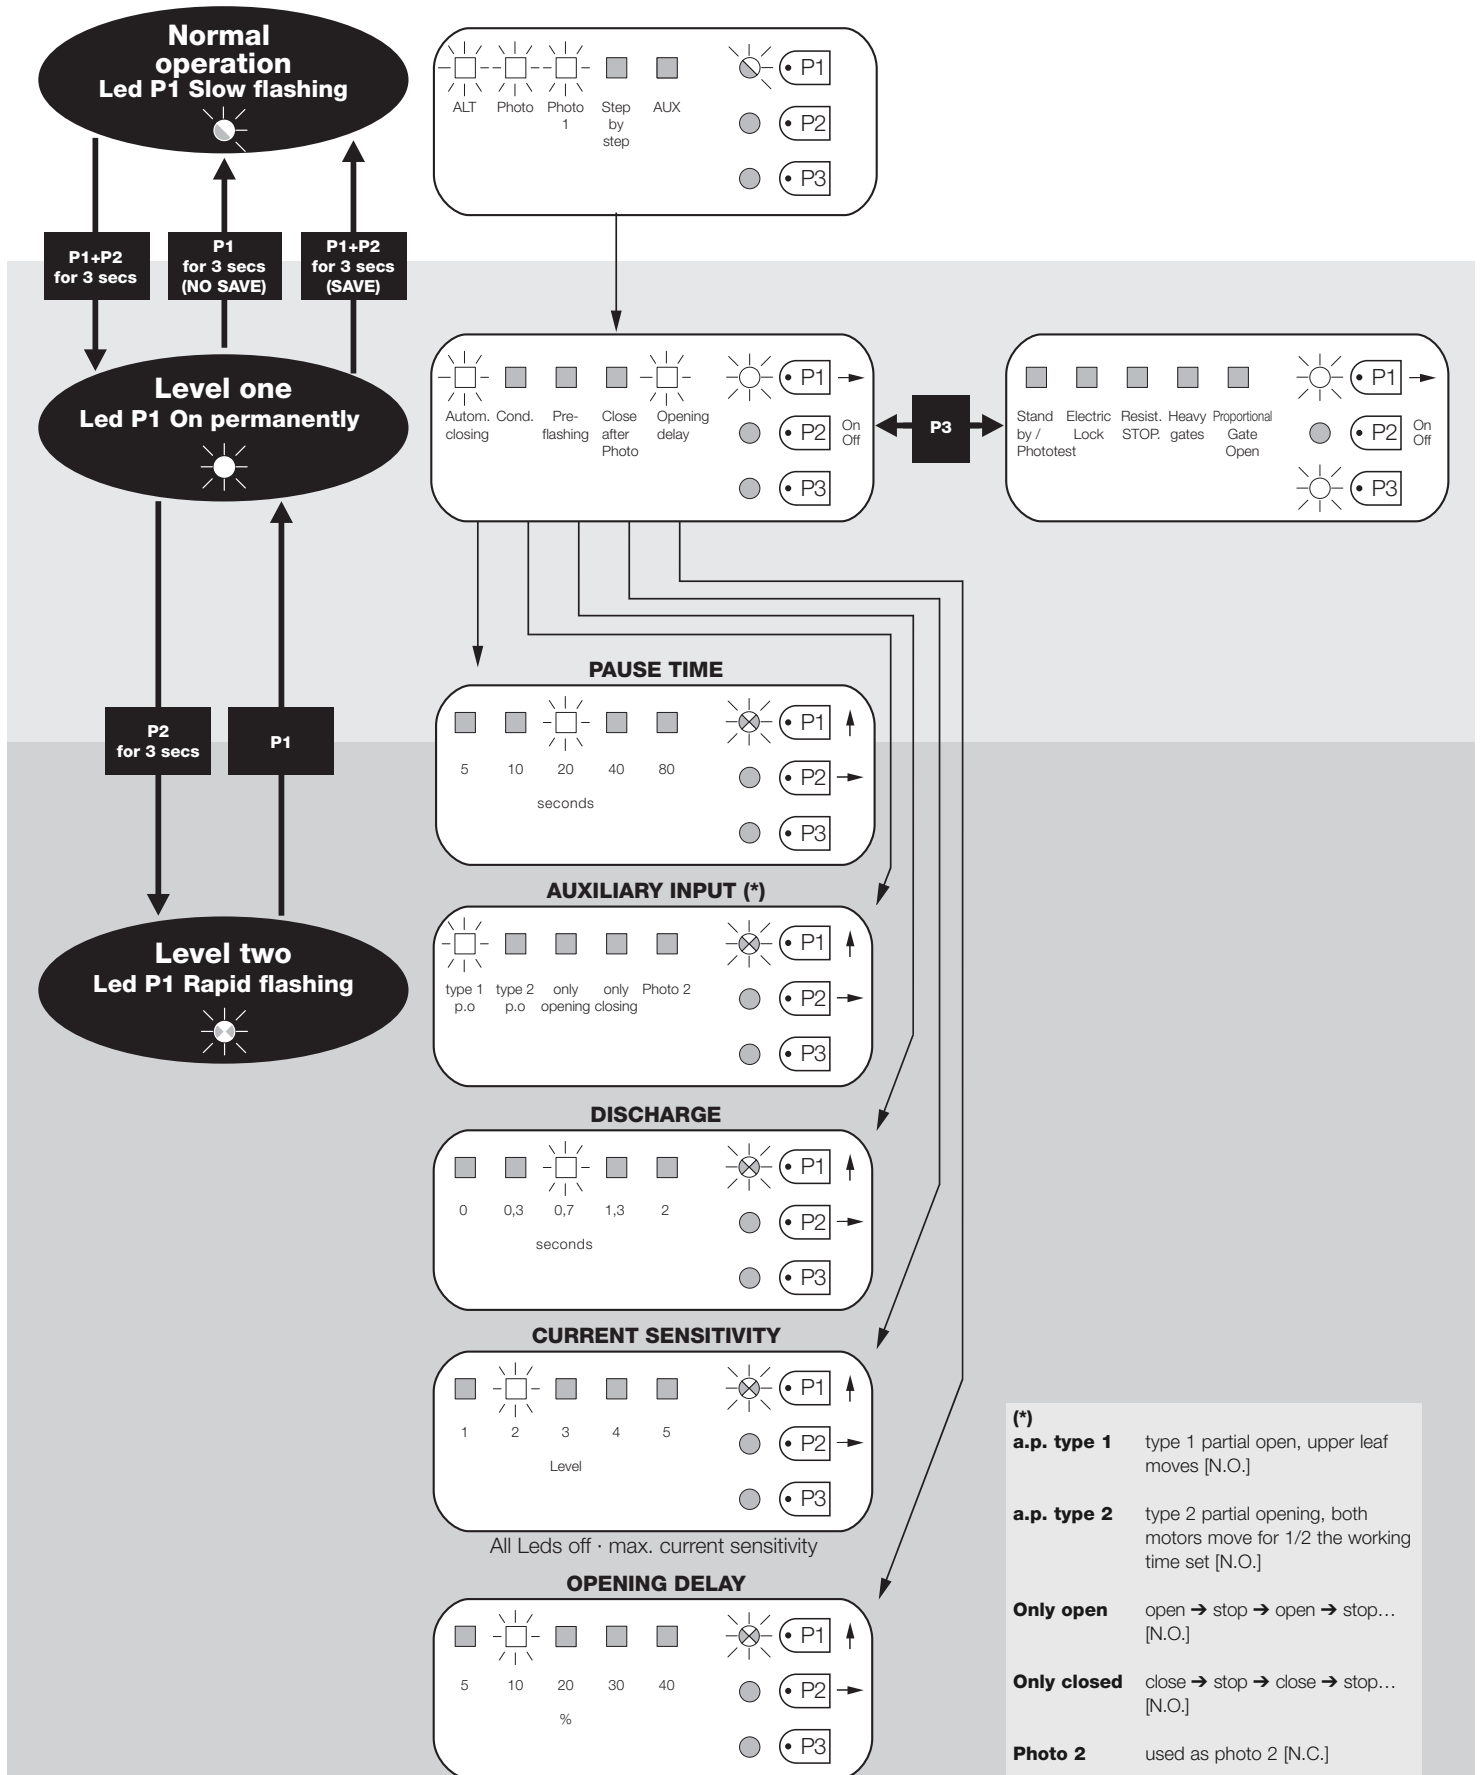 Normal
operation
Led P1 Slow flashing
P1+P2
for 3 secs
P1
for 3 secs
(NO SAVE)
P1+P2
for 3 secs
(SAVE)
Level one
Led P1 On permanently
P2
for 3 secs
P1
Level two
Led P1 Rapid flashing
ALT
Photo
Photo
1
Step
by
step
AUX
P1
P2
P3
Autom.
closing
Cond.
Pre-
flashing
Close
after
Photo
Opening
delay
P1
P2
On
Off
P3
P3
Stand
by /
Phototest
Electric
Lock
Resist.
STOP.
Heavy
gates
Proportional
Gate
Open
P1
P2
On
Off
P3
PAUSE TIME
5 10 20 40 80
seconds
P1
P2
P3
AUXILIARY INPUT (*)
type 1
p.o
type 2
p.o
only
opening
only
closing
Photo 2
P1
P2
P3
DISCHARGE
0 0,3 0,7 1,3 2
seconds
P1
P2
P3
CURRENT SENSITIVITY
1 2 3 4 5
Level
P1
P2
P3
All Leds off · max. current sensitivity
OPENING DELAY
5 10 20 30 40
%
P1
P2
P3
(*)
a.p. type 1 type 1 partial open, upper leaf
moves [N.O.]
a.p. type 2 type 2 partial opening, both
motors move for 1/2 the working
time set [N.O.]
Only open open ➔ stop ➔ open ➔ stop…
[N.O.]
Only closed close ➔ stop ➔ close ➔ stop…
[N.O.]
Photo 2 used as photo 2 [N.C.]